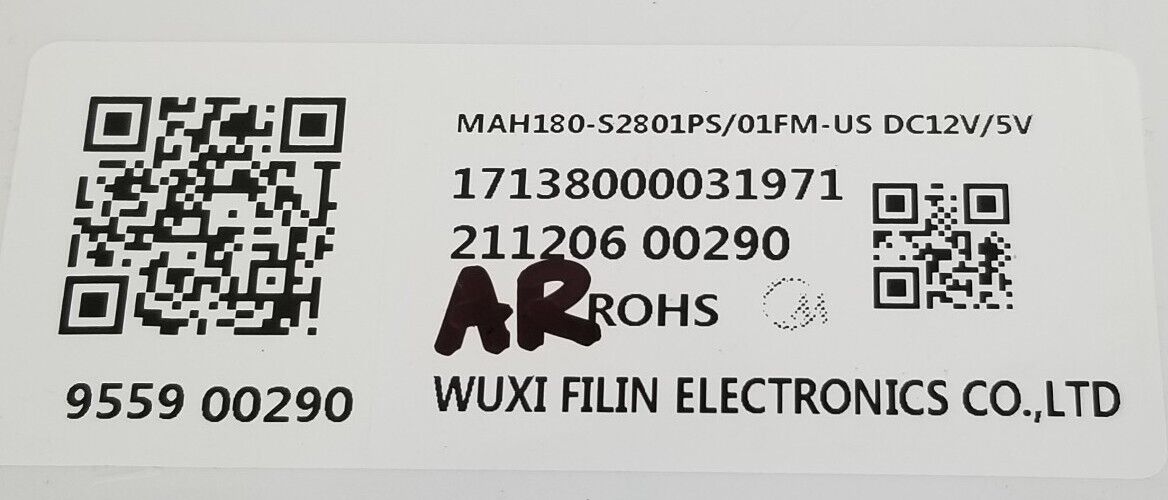 MAH180-S2801PS/01FM-US DC12V/5V
17138000031971
211206 00290
AR ROHS
9559 00290
WUXI FILIN ELECTRONICS CO.,LTD